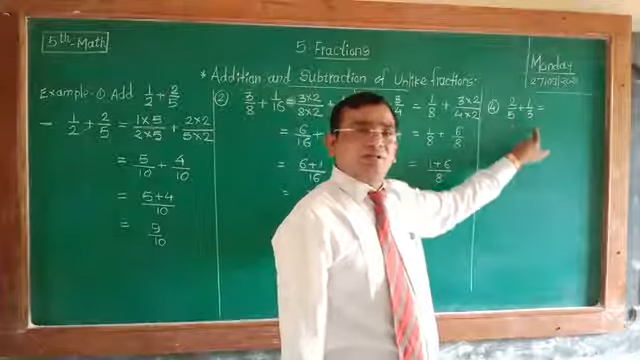 5th-Math
5. Fractions
Monday
* Addition and Subtraction of Unlike fractions:
Example-① Add 1/2 + 2/5
- 1/2 + 2/5 = 1×5/2×5 + 2×2/5×2
= 5/10 + 4/10
= 5+4/10
= 9/10
② 3/8 + 1/16 = 3×2/8×2 +
= 6/16 +
= 6+1/16
=
3/4 = 1/8 + 3×2/4×2
= 1/8 + 6/8
= 1+6/8
=
④ 2/5 + 1/3 =